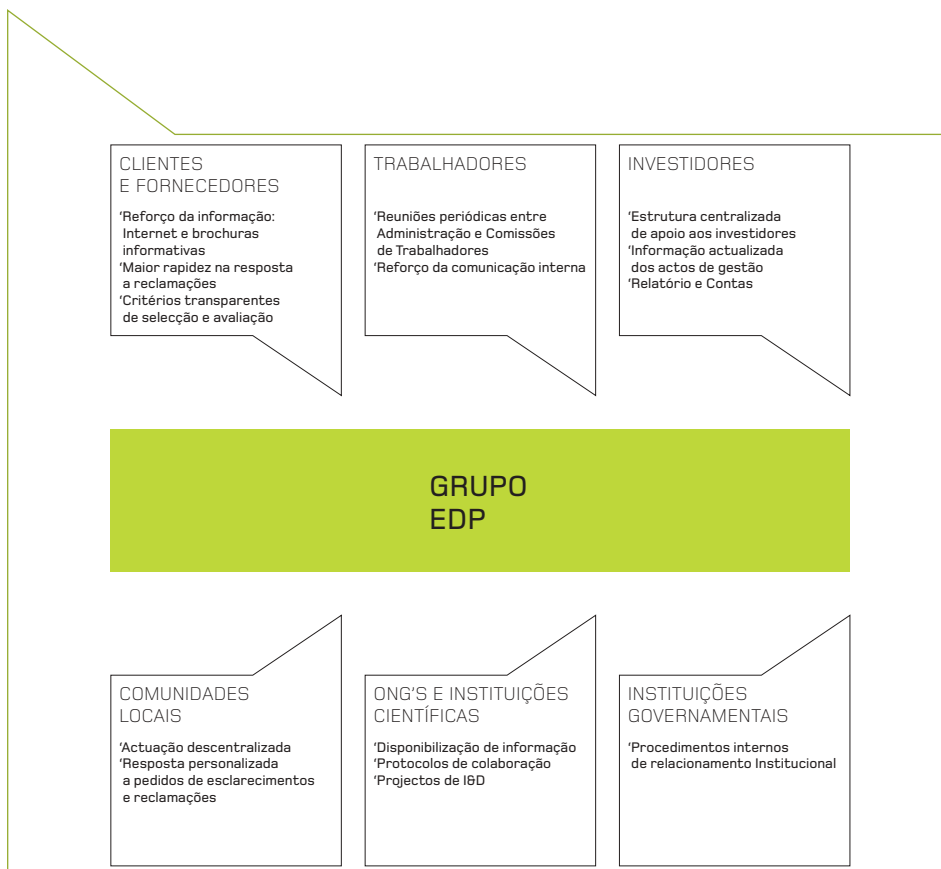 CLIENTES
E FORNECEDORES
‘Reforço da informação:
Internet e brochuras
informativas
‘Maior rapidez na resposta
a reclamações
‘Critérios transparentes
de selecção e avaliação
TRABALHADORES
‘Reuniões periódicas entre
Administração e Comissões
de Trabalhadores
‘Reforço da comunicação interna
INVESTIDORES
‘Estrutura centralizada
de apoio aos investidores
‘Informação actualizada
dos actos de gestão
‘Relatório e Contas
GRUPO
EDP
COMUNIDADES
LOCAIS
‘Actuação descentralizada
‘Resposta personalizada
a pedidos de esclarecimentos
e reclamações
ONG’S E INSTITUIÇÕES
CIENTÍFICAS
‘Disponibilização de informação
‘Protocolos de colaboração
‘Projectos de I&D
INSTITUIÇÕES
GOVERNAMENTAIS
‘Procedimentos internos
de relacionamento Institucional